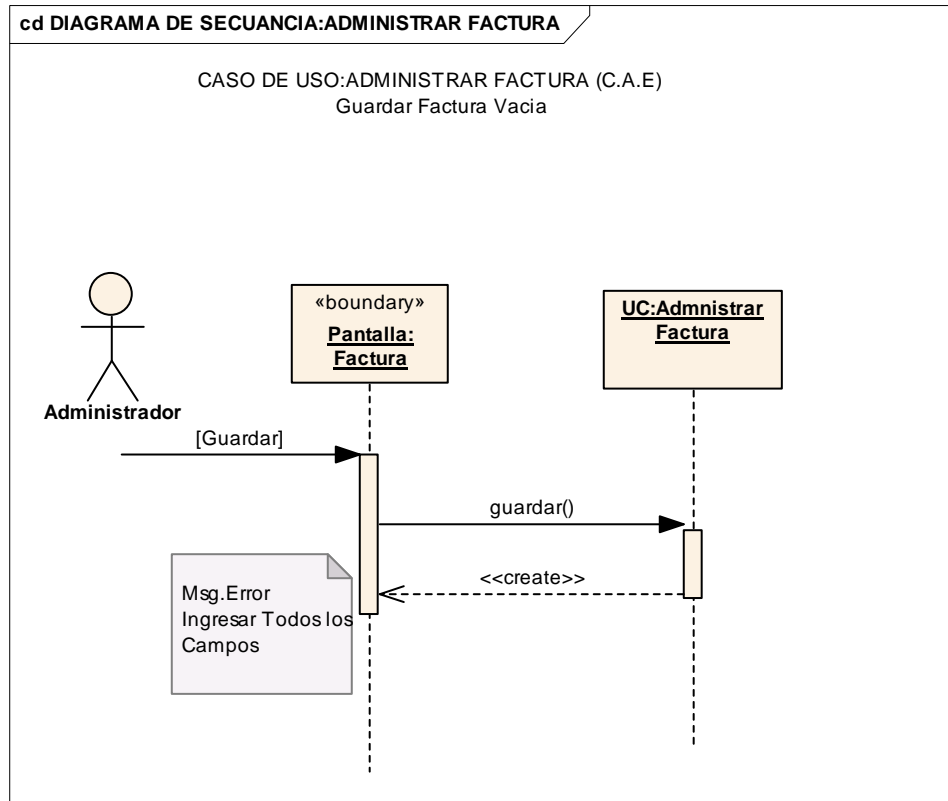 cd DIAGRAMA DE SECUANCIA:ADMINISTRAR FACTURA
CASO DE USO:ADMINISTRAR FACTURA (C.A.E)
Guardar Factura Vacia
Administrador
«boundary»
Pantalla:
Factura
UC:Admnistrar
Factura
[Guardar]
guardar()
<<create>>
Msg.Error
Ingresar Todos los
Campos